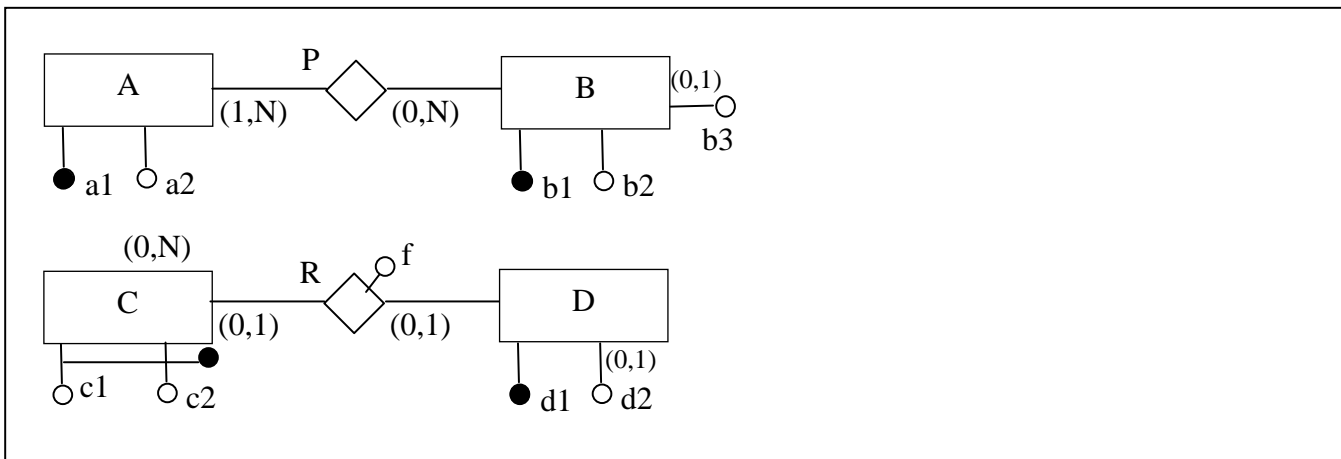 P
A
B
(0,1)
(1,N)
(0,N)
b3
a1
a2
b1
b2
(0,N)
R
f
C
D
(0,1)
(0,1)
(0,1)
c1
c2
d1
d2